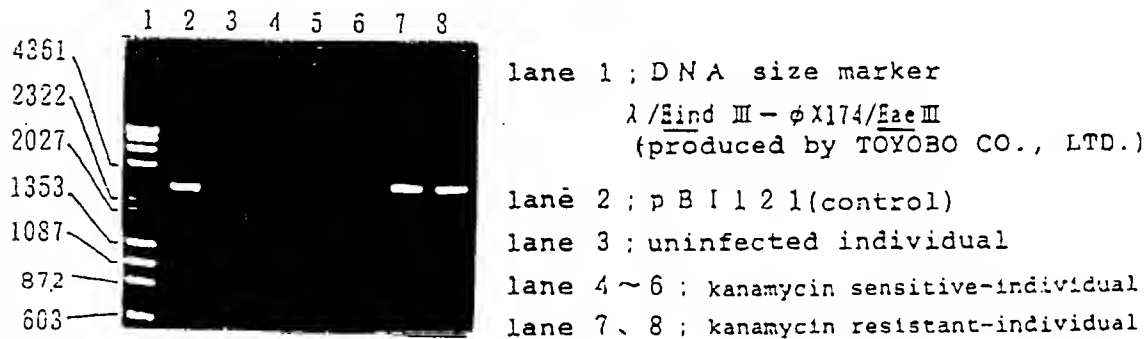 1 2 3 4 5 6 7 8
4361
2322
2027
1353
1087
872
603
lane 1 ; DNA size marker
λ/Hind Ⅲ - φX174/Hae Ⅲ
(produced by TOYOBO CO., LTD.)
lane 2 ; pBI121(control)
lane 3 ; uninfected individual
lane 4~6 ; kanamycin sensitive-individual
lane 7、8 ; kanamycin resistant-individual